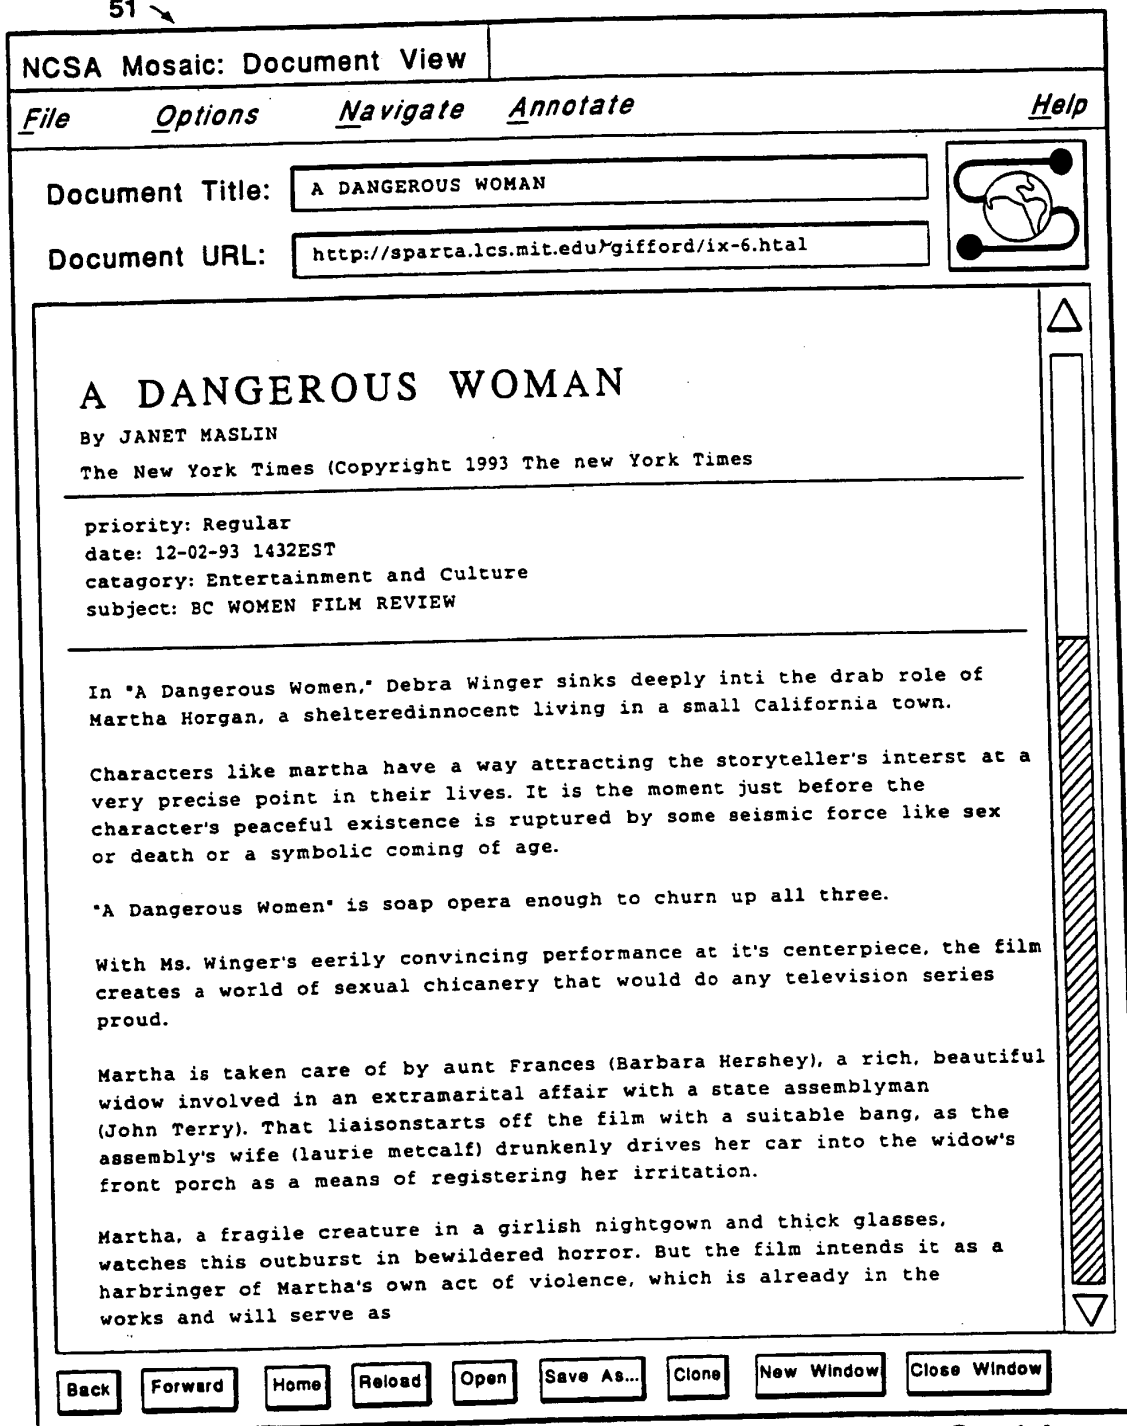 51
NCSA Mosaic: Document View
File Options Navigate Annotate Help
Document Title: A DANGEROUS WOMAN
Document URL: http://sparta.lcs.mit.edu/~gifford/ix-6.htal
A DANGEROUS WOMAN
By JANET MASLIN
The New York Times (Copyright 1993 The new York Times
priority: Regular
date: 12-02-93 1432EST
catagory: Entertainment and Culture
subject: BC WOMEN FILM REVIEW
In "A Dangerous Women," Debra Winger sinks deeply inti the drab role of
Martha Horgan, a shelteredinnocent living in a small California town.
Characters like martha have a way attracting the storyteller's interst at a
very precise point in their lives. It is the moment just before the
character's peaceful existence is ruptured by some seismic force like sex
or death or a symbolic coming of age.
"A Dangerous Women" is soap opera enough to churn up all three.
With Ms. Winger's eerily convincing performance at it's centerpiece, the film
creates a world of sexual chicanery that would do any television series
proud.
Martha is taken care of by aunt Frances (Barbara Hershey), a rich, beautiful
widow involved in an extramarital affair with a state assemblyman
(John Terry). That liaisonstarts off the film with a suitable bang, as the
assembly's wife (laurie metcalf) drunkenly drives her car into the widow's
front porch as a means of registering her irritation.
Martha, a fragile creature in a girlish nightgown and thick glasses,
watches this outburst in bewildered horror. But the film intends it as a
harbringer of Martha's own act of violence, which is already in the
works and will serve as
Back Forward Home Reload Open Save As... Clone New Window Close Window